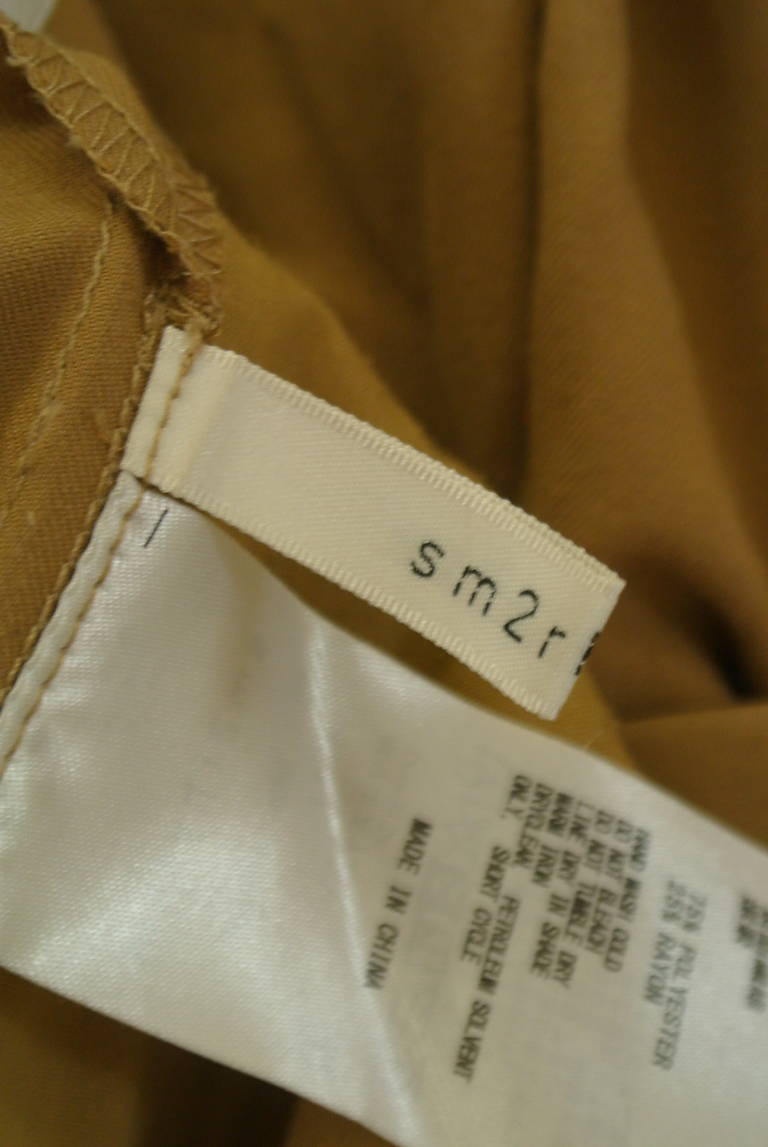 sm2r
75% POLYESTER
25% RAYON
HAND WASH COLD
DO NOT BLEACH
DO NOT TUMBLE DRY
LINE DRY IN SHADE
WARM IRON
DRYCLEAN, PETROLEUM SOLVENT
ONLY. SHORT CYCLE
MADE IN CHINA